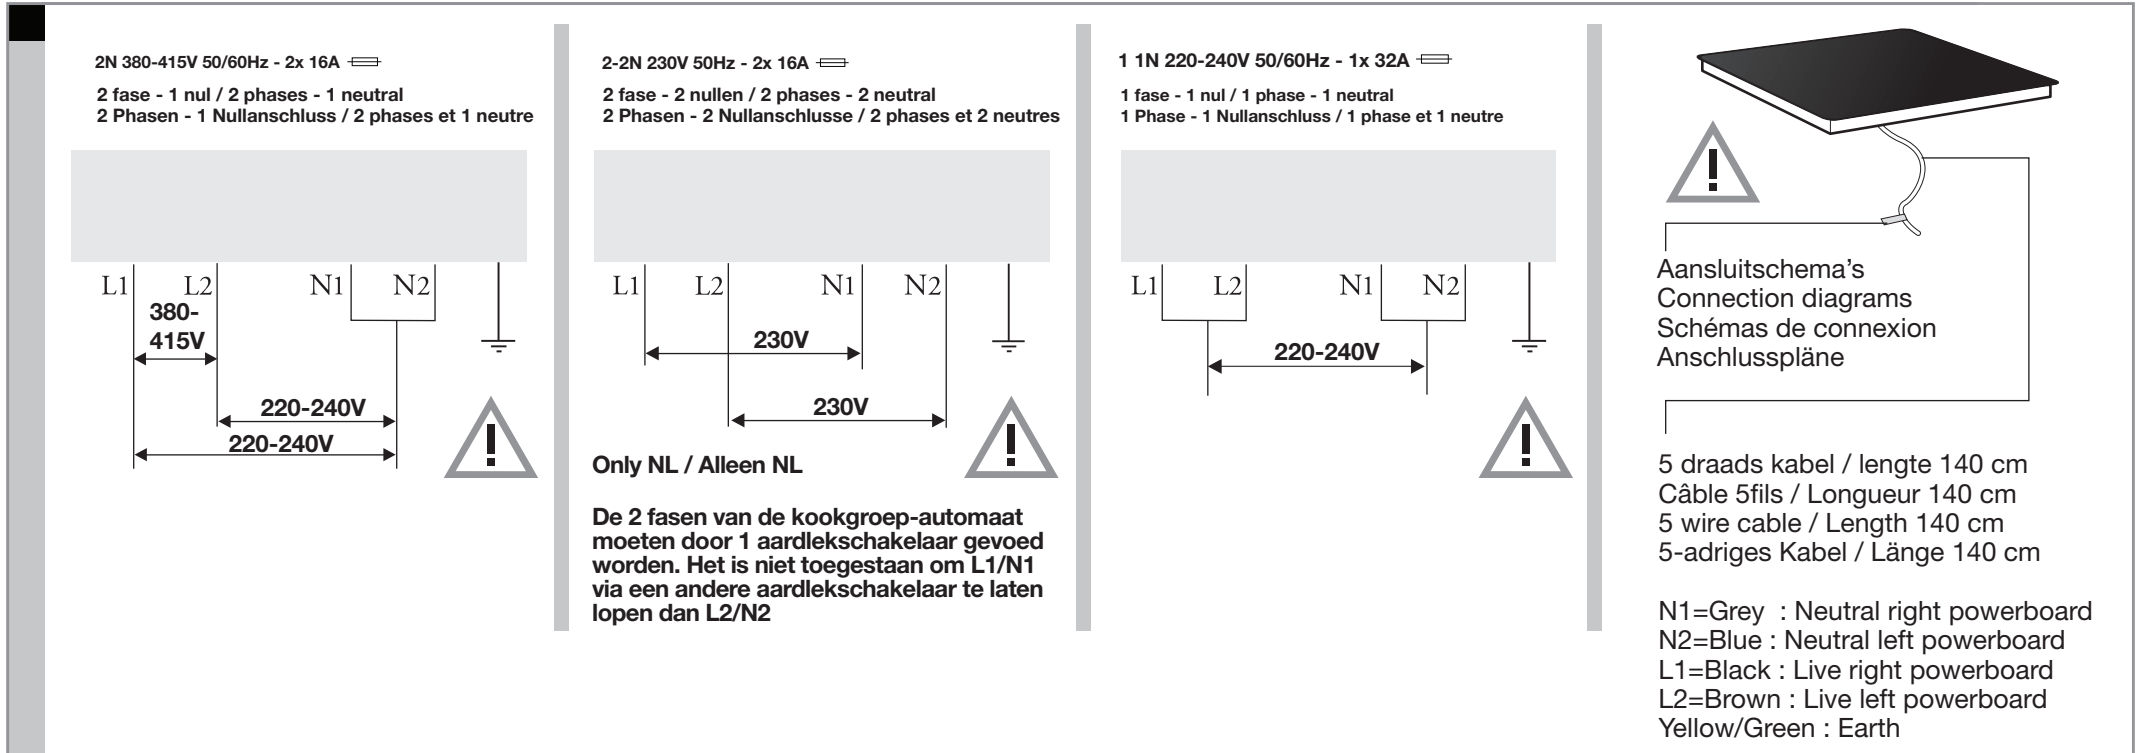 2N 380-415V 50/60Hz - 2x 16A
2 fase - 1 nul / 2 phases - 1 neutral
2 Phasen - 1 Nullanschluss / 2 phases et 1 neutre
L1 L2 N1 N2
380-
415V
220-240V
220-240V
2-2N 230V 50Hz - 2x 16A
2 fase - 2 nullen / 2 phases - 2 neutral
2 Phasen - 2 Nullanschlusse / 2 phases et 2 neutres
L1 L2 N1 N2
230V
230V
Only NL / Alleen NL
De 2 fasen van de kookgroep-automaat
moeten door 1 aardlekschakelaar gevoed
worden. Het is niet toegestaan om L1/N1
via een andere aardlekschakelaar te laten
lopen dan L2/N2
1 1N 220-240V 50/60Hz - 1x 32A
1 fase - 1 nul / 1 phase - 1 neutral
1 Phase - 1 Nullanschluss / 1 phase et 1 neutre
L1 L2 N1 N2
220-240V
Aansluitschema's
Connection diagrams
Schémas de connexion
Anschlusspläne
5 draads kabel / lengte 140 cm
Câble 5fils / Longueur 140 cm
5 wire cable / Length 140 cm
5-adriges Kabel / Länge 140 cm
N1=Grey : Neutral right powerboard
N2=Blue : Neutral left powerboard
L1=Black : Live right powerboard
L2=Brown : Live left powerboard
Yellow/Green : Earth